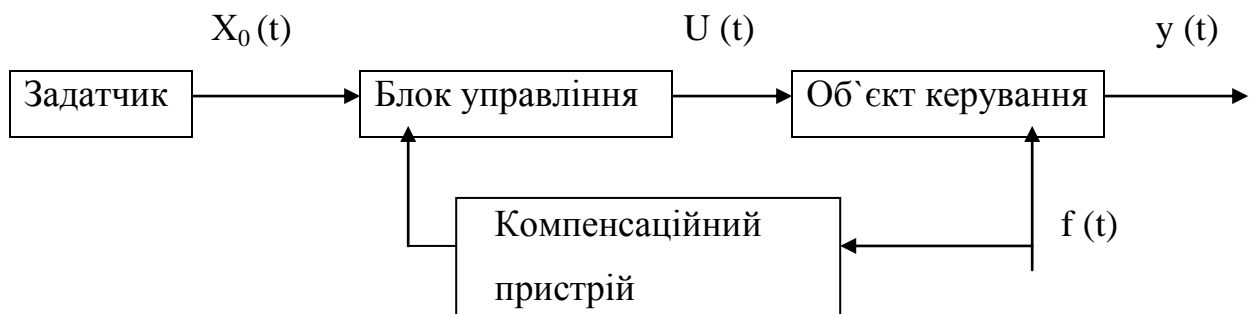 X₀ (t) U (t) y (t)
Задатчик Блок управління Об`єкт керування
Компенсаційний
f (t)
пристрій